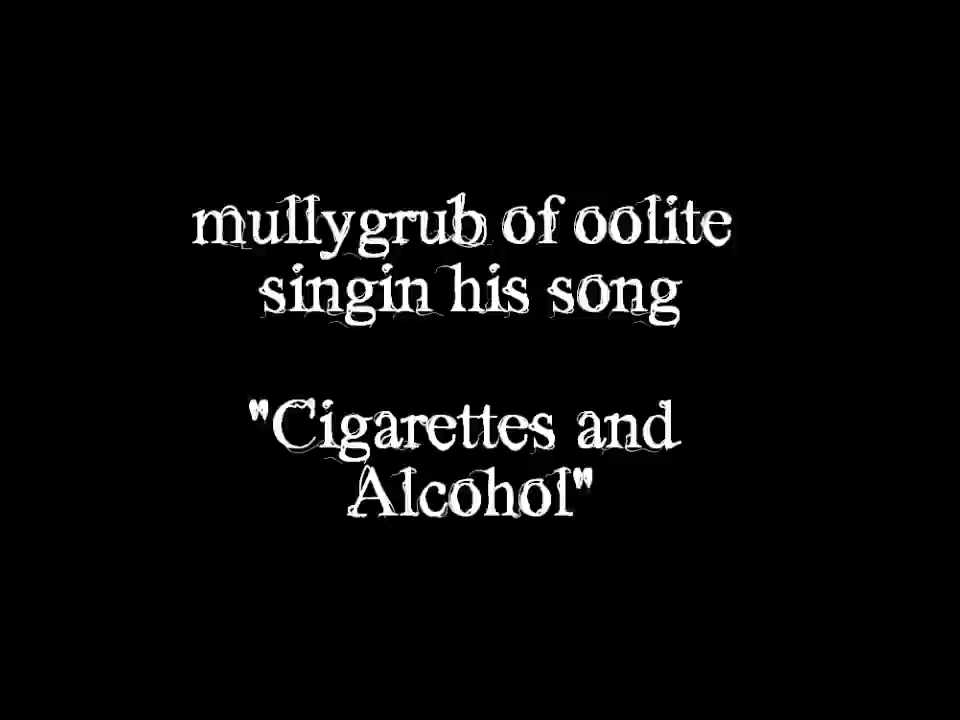 mullygrub of oolite
singin his song
"Cigarettes and
Alcohol"